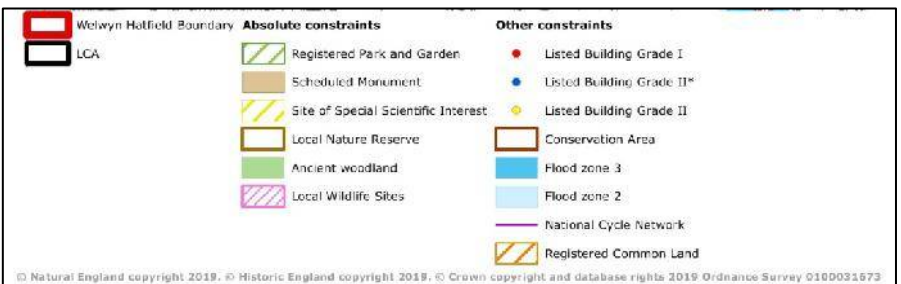 Welwyn Hatfield Boundary Absolute constraints Other constraints
LCA Registered Park and Garden Listed Building Grade I
Scheduled Monument Listed Building Grade II*
Site of Special Scientific Interest Listed Building Grade II
Local Nature Reserve Conservation Area
Ancient woodland Flood zone 3
Local Wildlife Sites Flood zone 2
National Cycle Network
Registered Common Land
© Natural England copyright 2019. © Historic England copyright 2019. © Crown copyright and database rights 2019 Ordnance Survey 0100031673